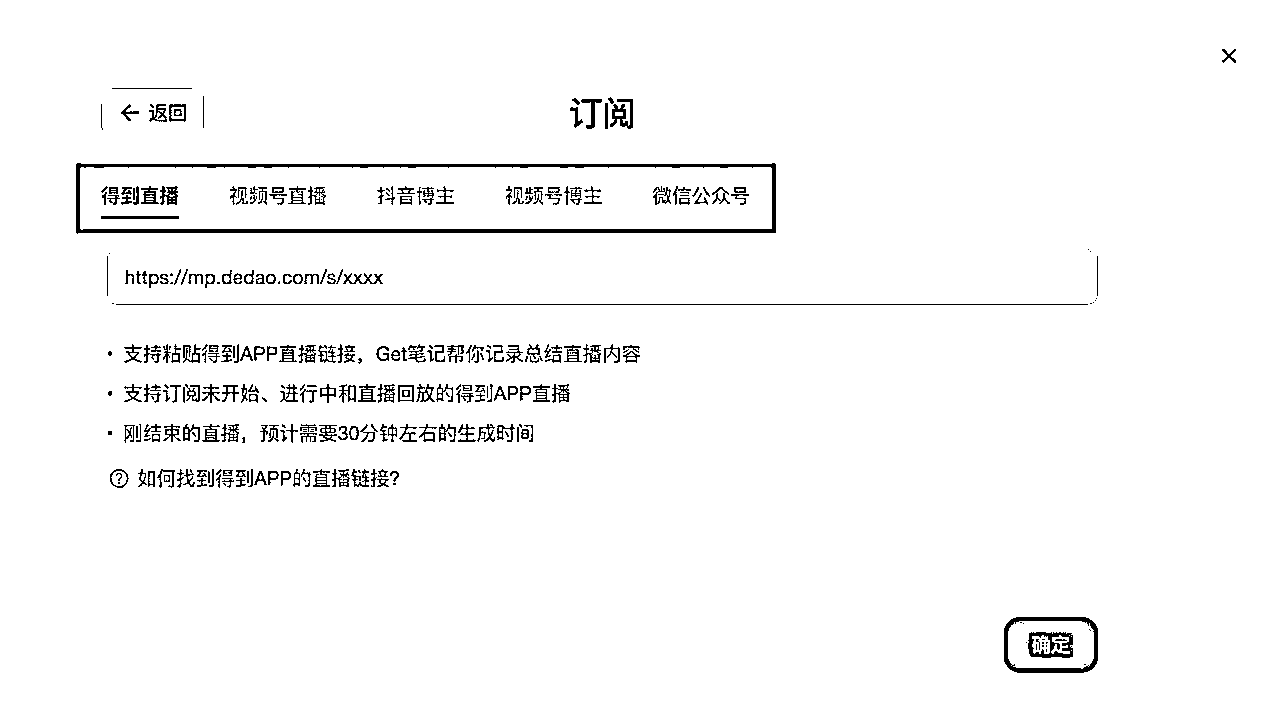 ← 返回
订阅
得到直播 视频号直播 抖音博主 视频号博主 微信公众号
https://mp.dedao.com/s/xxxx
· 支持粘贴得到APP直播链接，Get笔记帮你记录总结直播内容
· 支持订阅未开始、进行中和直播回放的得到APP直播
· 刚结束的直播，预计需要30分钟左右的生成时间
? 如何找到得到APP的直播链接?
确定